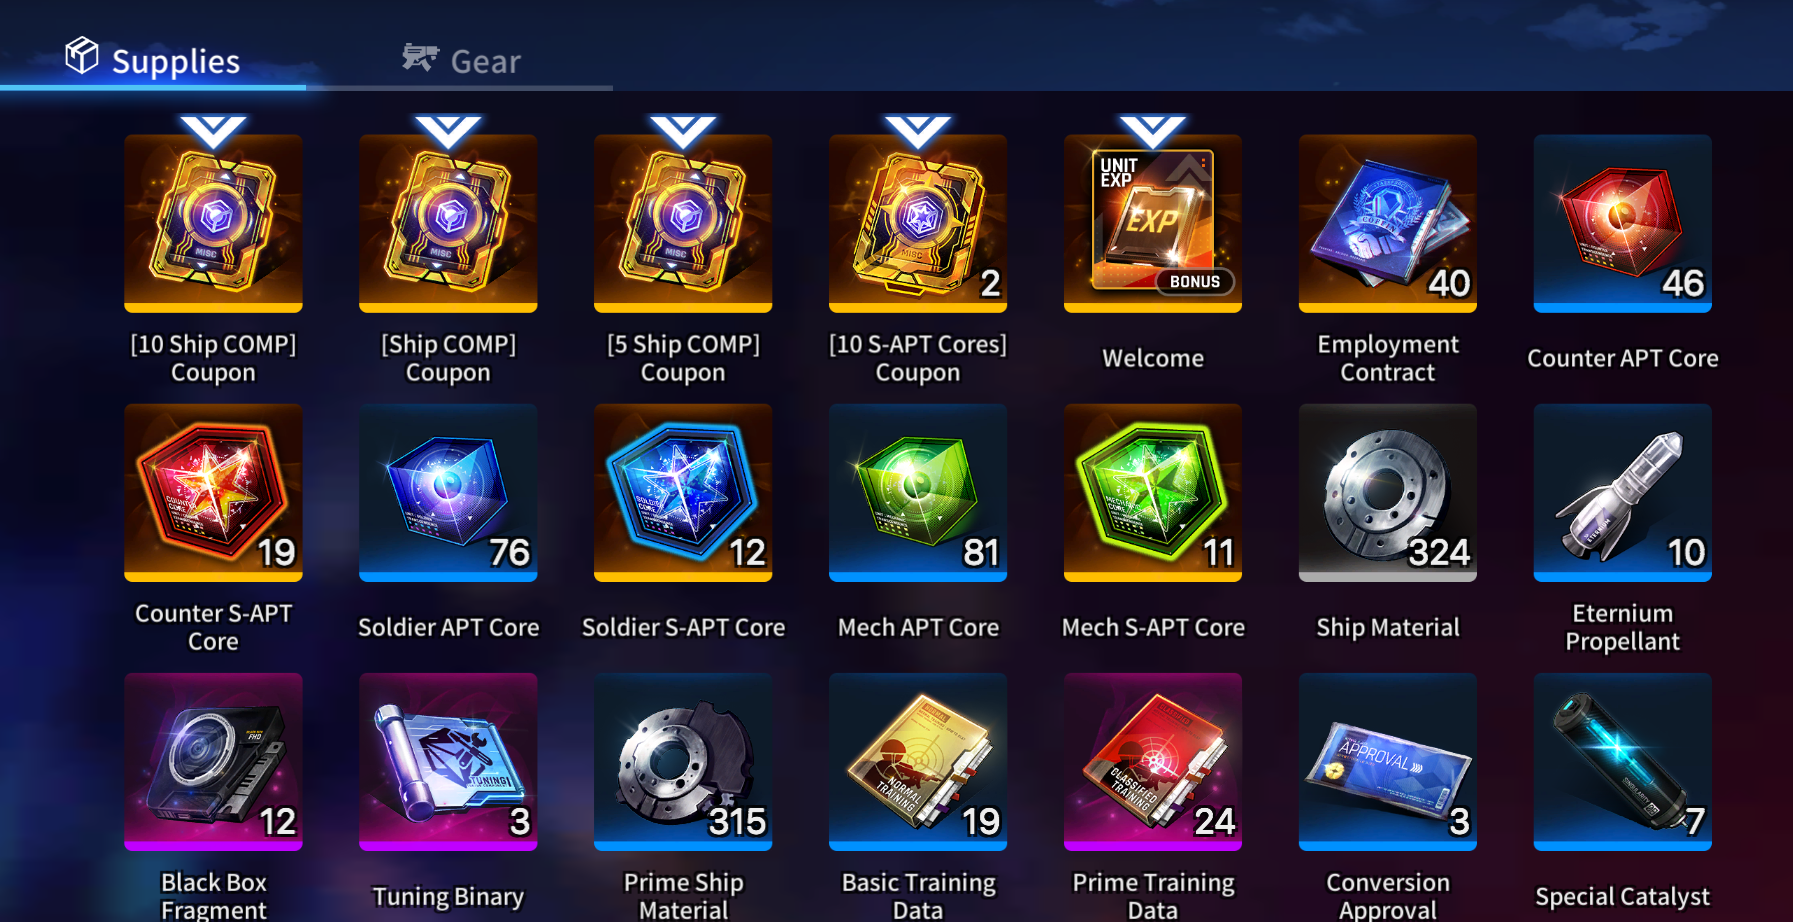 Supplies
Gear
MISC
MISC
MISC
MISC
2
UNIT
EXP
EXP
BONUS
40
46
[10 Ship COMP]
Coupon
[Ship COMP]
Coupon
[5 Ship COMP]
Coupon
[10 S-APT Cores]
Coupon
Welcome
Employment
Contract
Counter APT Core
19
76
12
81
11
324
10
Counter S-APT
Core
Soldier APT Core
Soldier S-APT Core
Mech APT Core
Mech S-APT Core
Ship Material
Eternium
Propellant
12
TUNING
3
315
NORMAL
TRAINING
19
CLASSIFIED
TRAINING
24
APPROVAL
3
7
Black Box
Fragment
Tuning Binary
Prime Ship
Material
Basic Training
Data
Prime Training
Data
Conversion
Approval
Special Catalyst